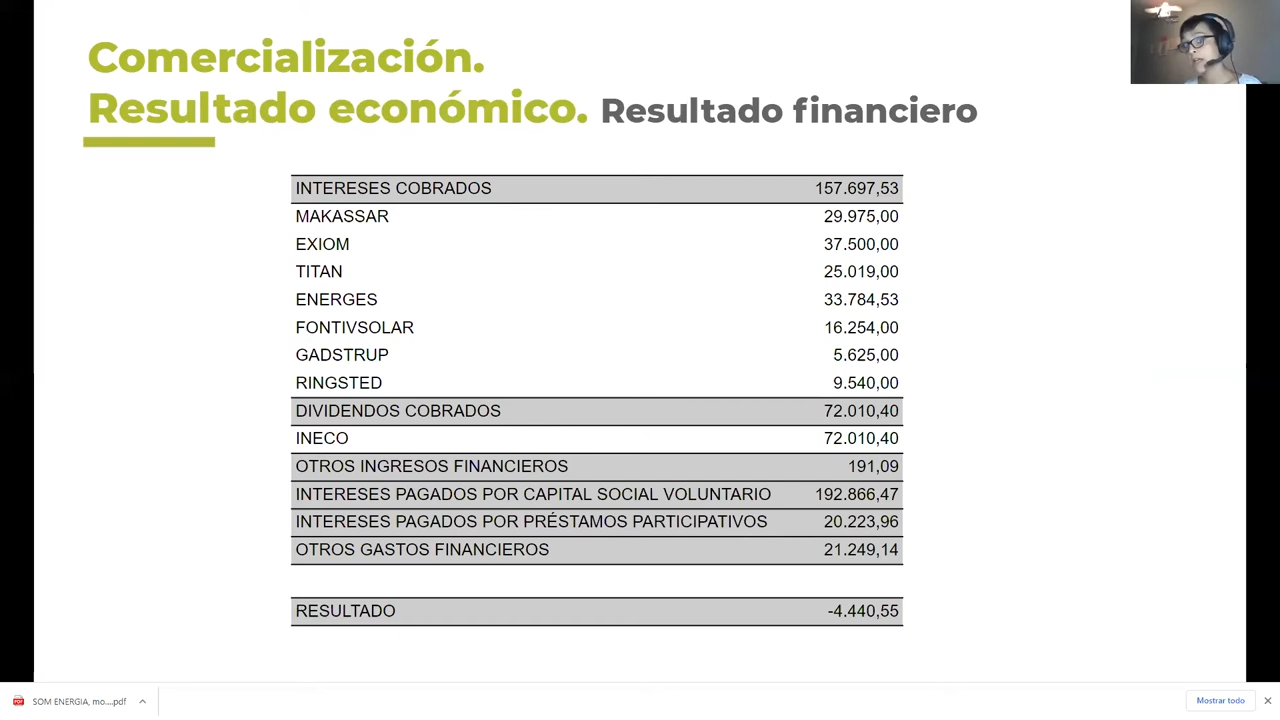 Comercialización.
Resultado económico. Resultado financiero
INTERESES COBRADOS 157.697,53
MAKASSAR 29.975,00
EXIOM 37.500,00
TITAN 25.019,00
ENERGES 33.784,53
FONTIVSOLAR 16.254,00
GADSTRUP 5.625,00
RINGSTED 9.540,00
DIVIDENDOS COBRADOS 72.010,40
INECO 72.010,40
OTROS INGRESOS FINANCIEROS 191,09
INTERESES PAGADOS POR CAPITAL SOCIAL VOLUNTARIO 192.866,47
INTERESES PAGADOS POR PRÉSTAMOS PARTICIPATIVOS 20.223,96
OTROS GASTOS FINANCIEROS 21.249,14
RESULTADO -4.440,55
SOM ENERGIA, mo....pdf
Mostrar todo